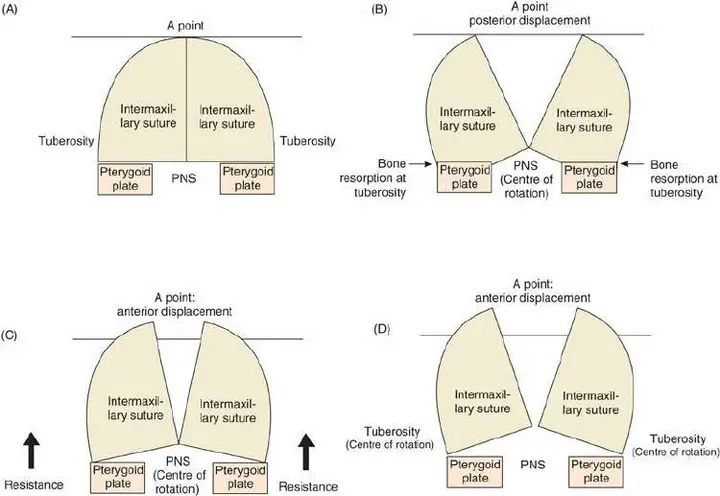 (A)
A point
Intermaxil-
lary suture
Intermaxil-
lary suture
Tuberosity
Tuberosity
Pterygoid
plate
PNS
Pterygoid
plate
(B)
A point
posterior displacement
Intermaxil-
lary suture
Intermaxil-
lary suture
Bone
resorption at
tuberosity
Pterygoid
plate
PNS
(Centre of
rotation)
Pterygoid
plate
Bone
resorption at
tuberosity
(C)
A point:
anterior displacement
Intermaxil-
lary suture
Intermaxil-
lary suture
Resistance
Pterygoid
plate
PNS
(Centre of
rotation)
Pterygoid
plate
Resistance
(D)
A point:
anterior displacement
Intermaxil-
lary suture
Intermaxil-
lary suture
Tuberosity
(Centre of rotation)
Tuberosity
(Centre of rotation)
Pterygoid
plate
PNS
Pterygoid
plate